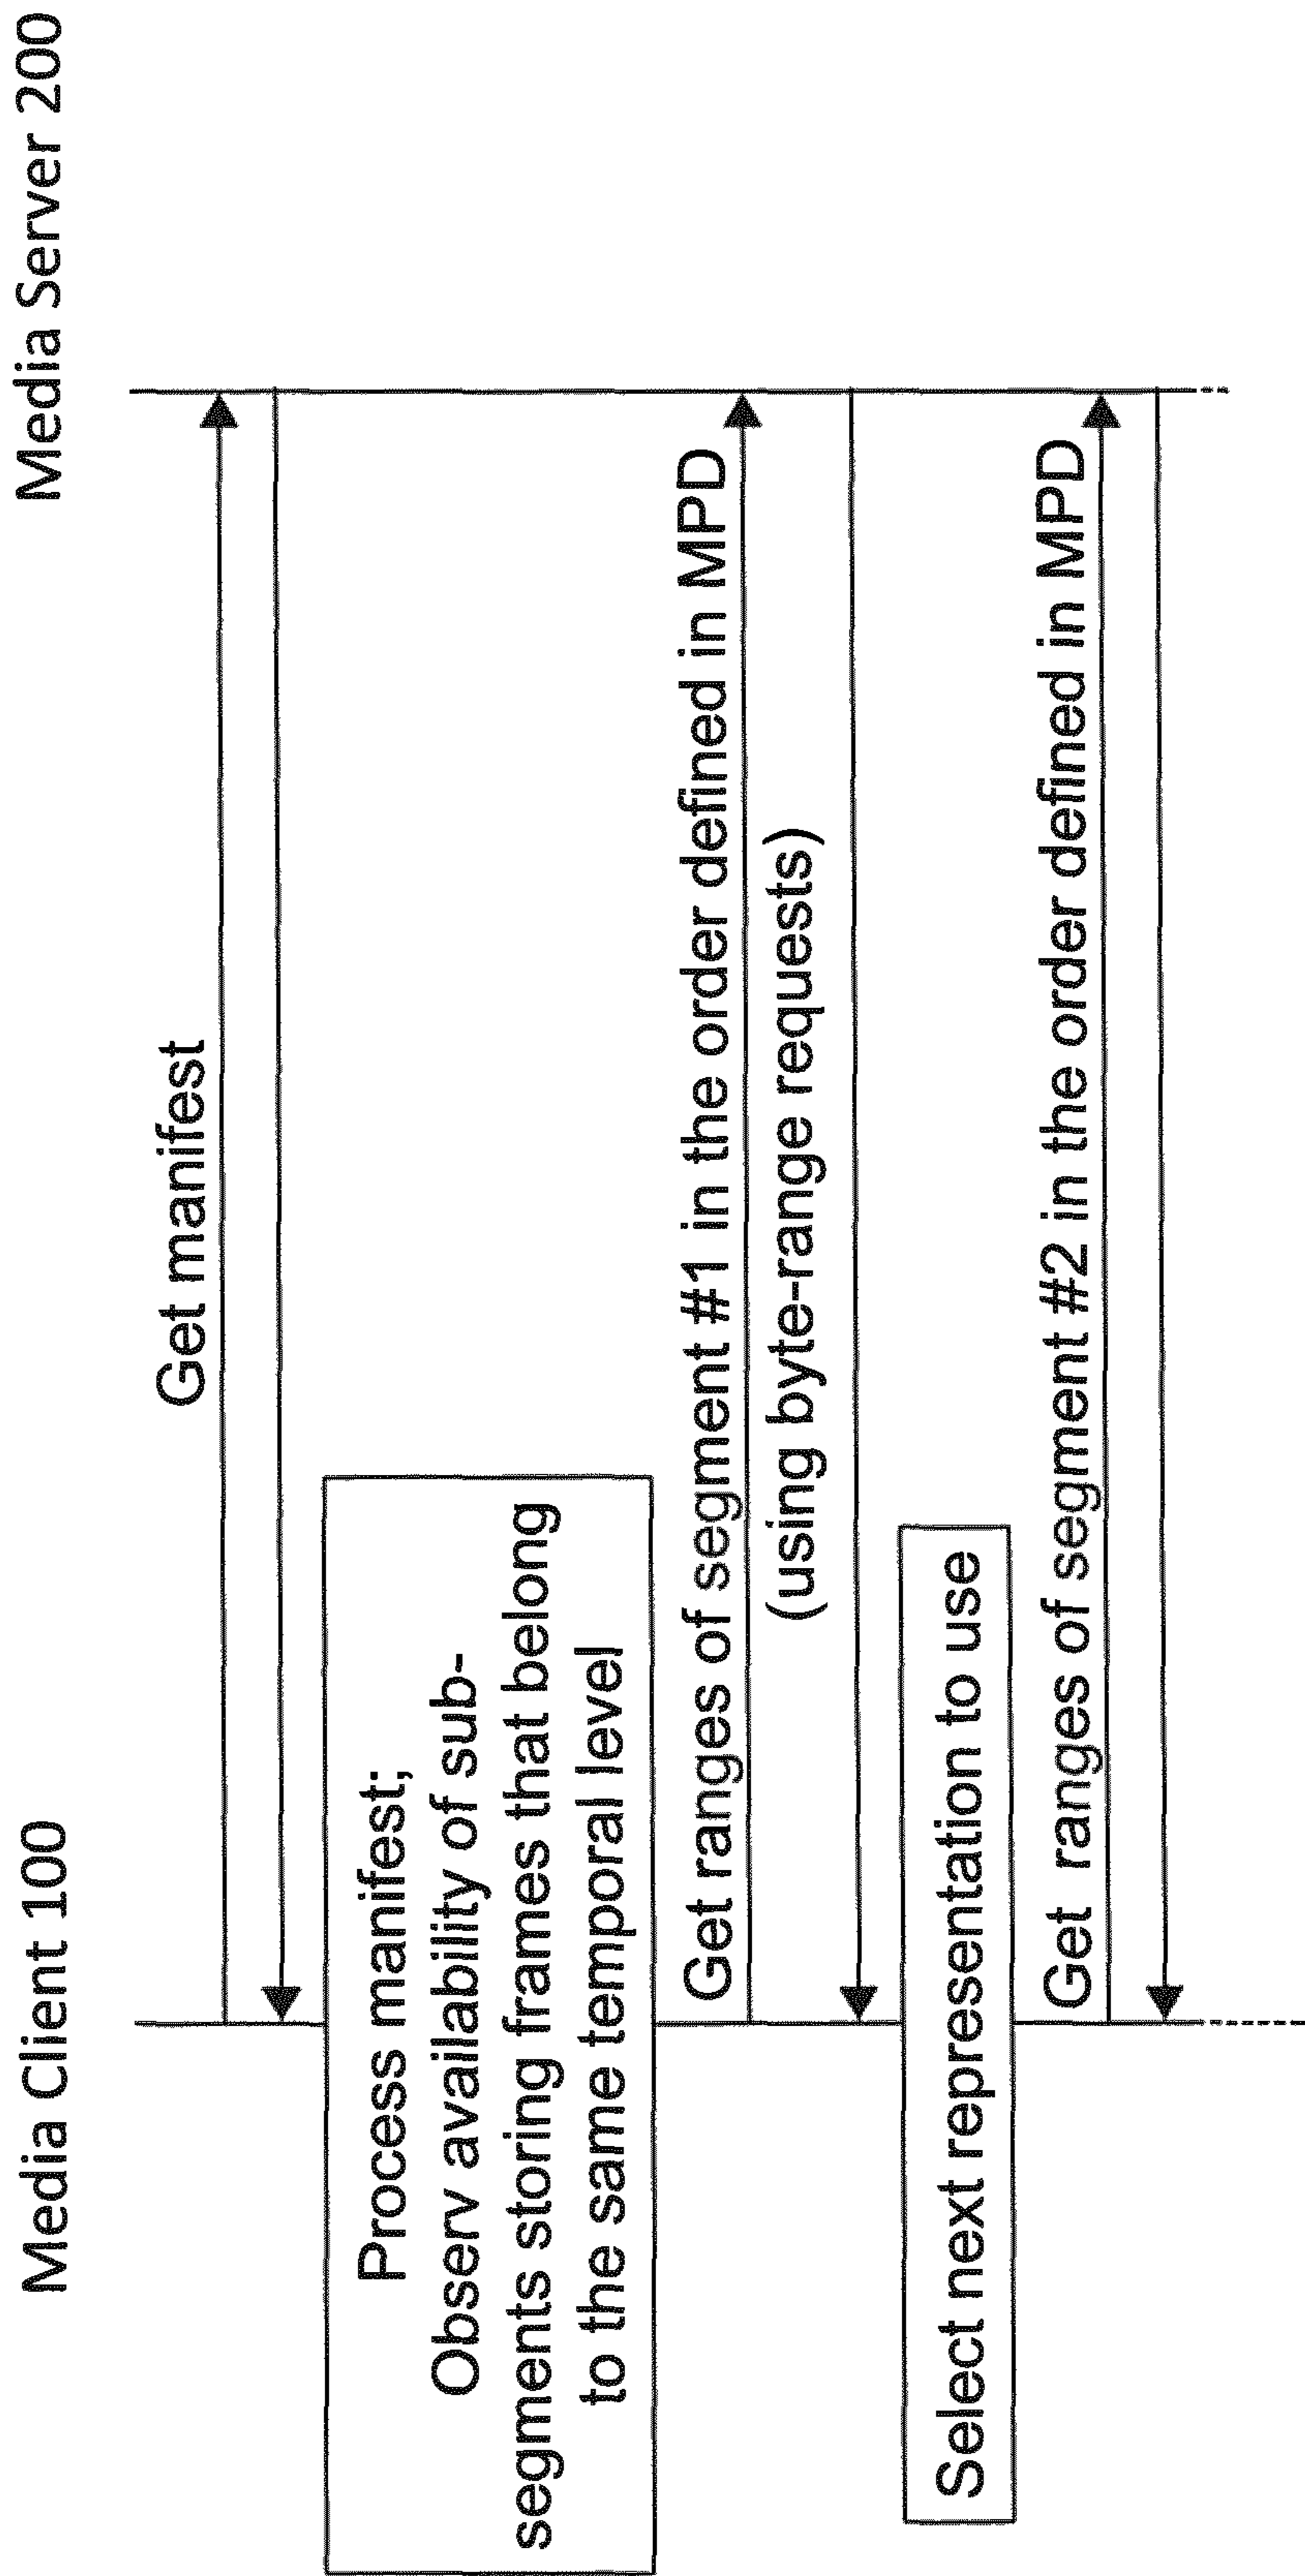 Media Client 100
Media Server 200
Get manifest
Process manifest;
Observ availability of sub-
segments storing frames that belong
to the same temporal level
Get ranges of segment #1 in the order defined in MPD
(using byte-range requests)
Select next representation to use
Get ranges of segment #2 in the order defined in MPD